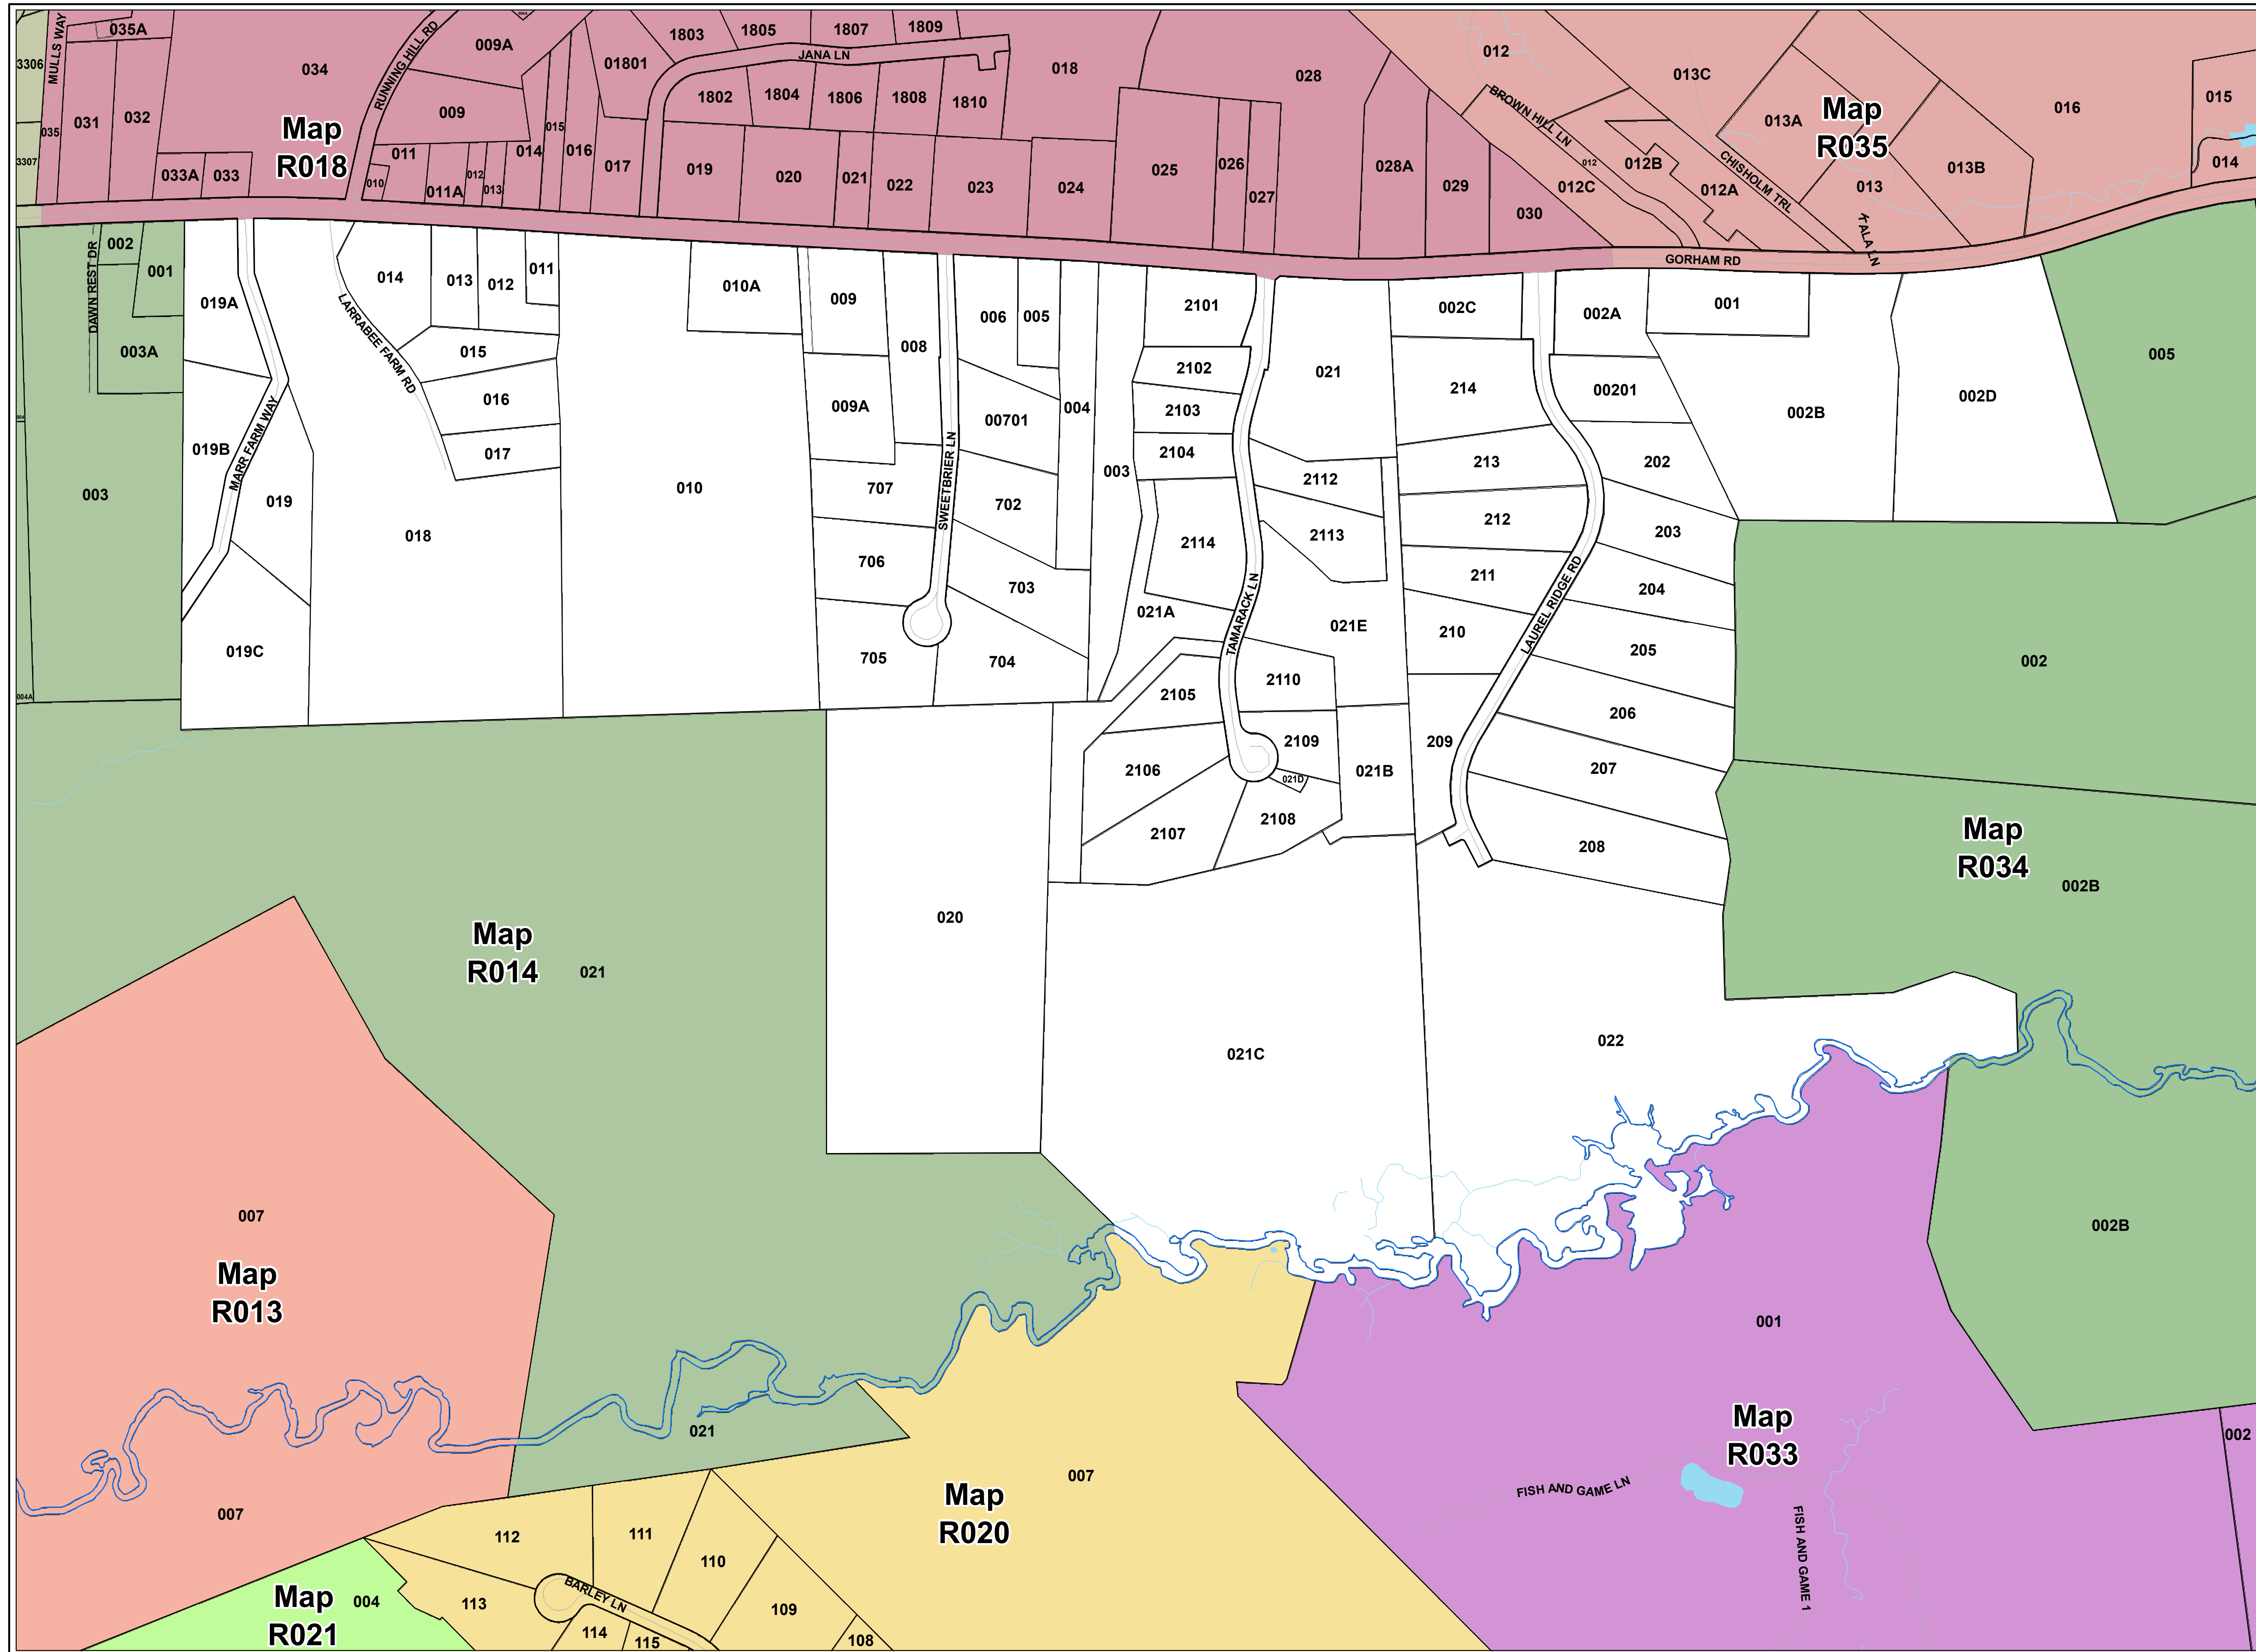 035A
1803
1805
1807
1809
3306
MULLS WAY
034
RUNNING HILL RD
009A
01801
JANA LN
018
028
012
013C
016
015
031
032
035
1802
1804
1806
1808
1810
009
BROWN HILL LN
013A
Map
R018
Map
R035
3307
033A
033
011
010
011A
012
013
014
015
016
017
019
020
021
022
023
024
025
026
027
028A
029
030
012C
012
012B
012A
CHISHOLM TRL
013
013B
014
KALA LN
GORHAM RD
002
001
DAWN REST DR
003A
003
004
004A
019A
019B
MARR FARM WAY
019
019C
LARRABEE FARM RD
014
013
012
011
015
016
017
018
010A
010
009
008
009A
707
706
705
SWEETBRIER LN
006
005
00701
702
703
704
004
003
2101
2102
2103
2104
2114
021A
TAMARACK LN
021
2112
2113
021E
2110
2105
2106
2107
2108
2109
021D
021B
002C
214
213
212
211
210
209
LAUREL RIDGE RD
002A
001
00201
202
203
204
205
206
207
208
002B
002D
005
002
Map
R034
002B
Map
R014
021
020
021C
022
007
Map
R013
002B
001
021
007
Map
R033
002
007
Map
R020
FISH AND GAME LN
FISH AND GAME 1
112
111
110
109
108
113
BARLEY LN
114
115
Map
R021
004